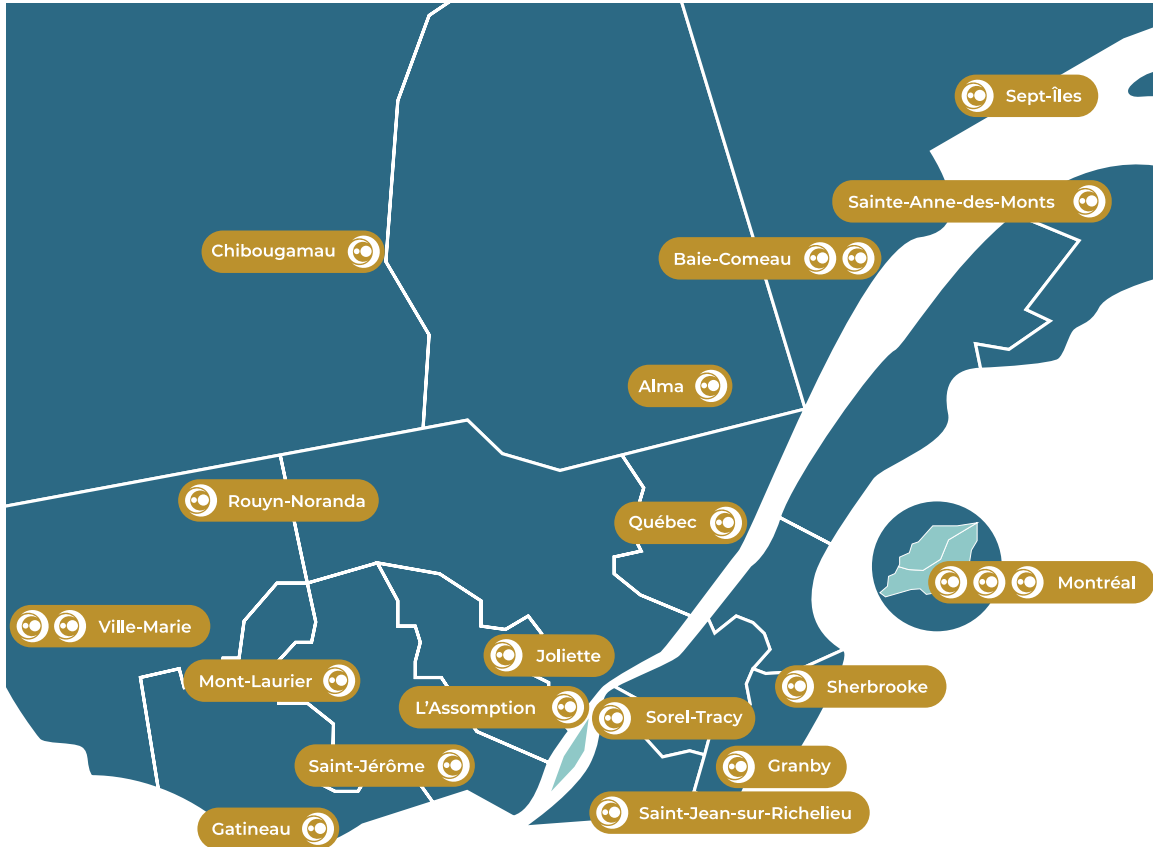 Sept-Îles
Sainte-Anne-des-Monts
Chibougamau
Baie-Comeau
Alma
Rouyn-Noranda
Québec
Montréal
Ville-Marie
Joliette
Mont-Laurier
Sherbrooke
L'Assomption
Sorel-Tracy
Saint-Jérôme
Granby
Saint-Jean-sur-Richelieu
Gatineau